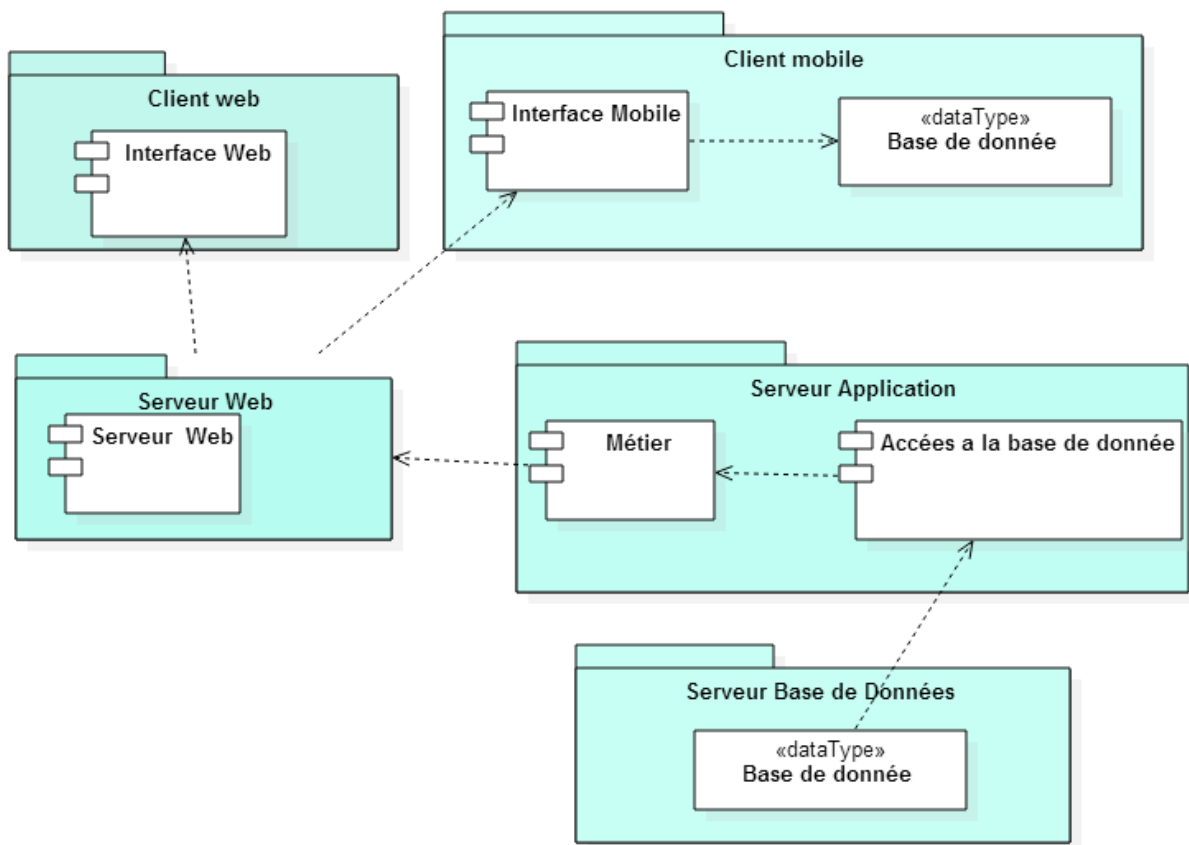 Client web
Interface Web
Client mobile
Interface Mobile
«dataType»
Base de donnée
Serveur Web
Serveur Web
Serveur Application
Métier
Accées a la base de donnée
Serveur Base de Données
«dataType»
Base de donnée